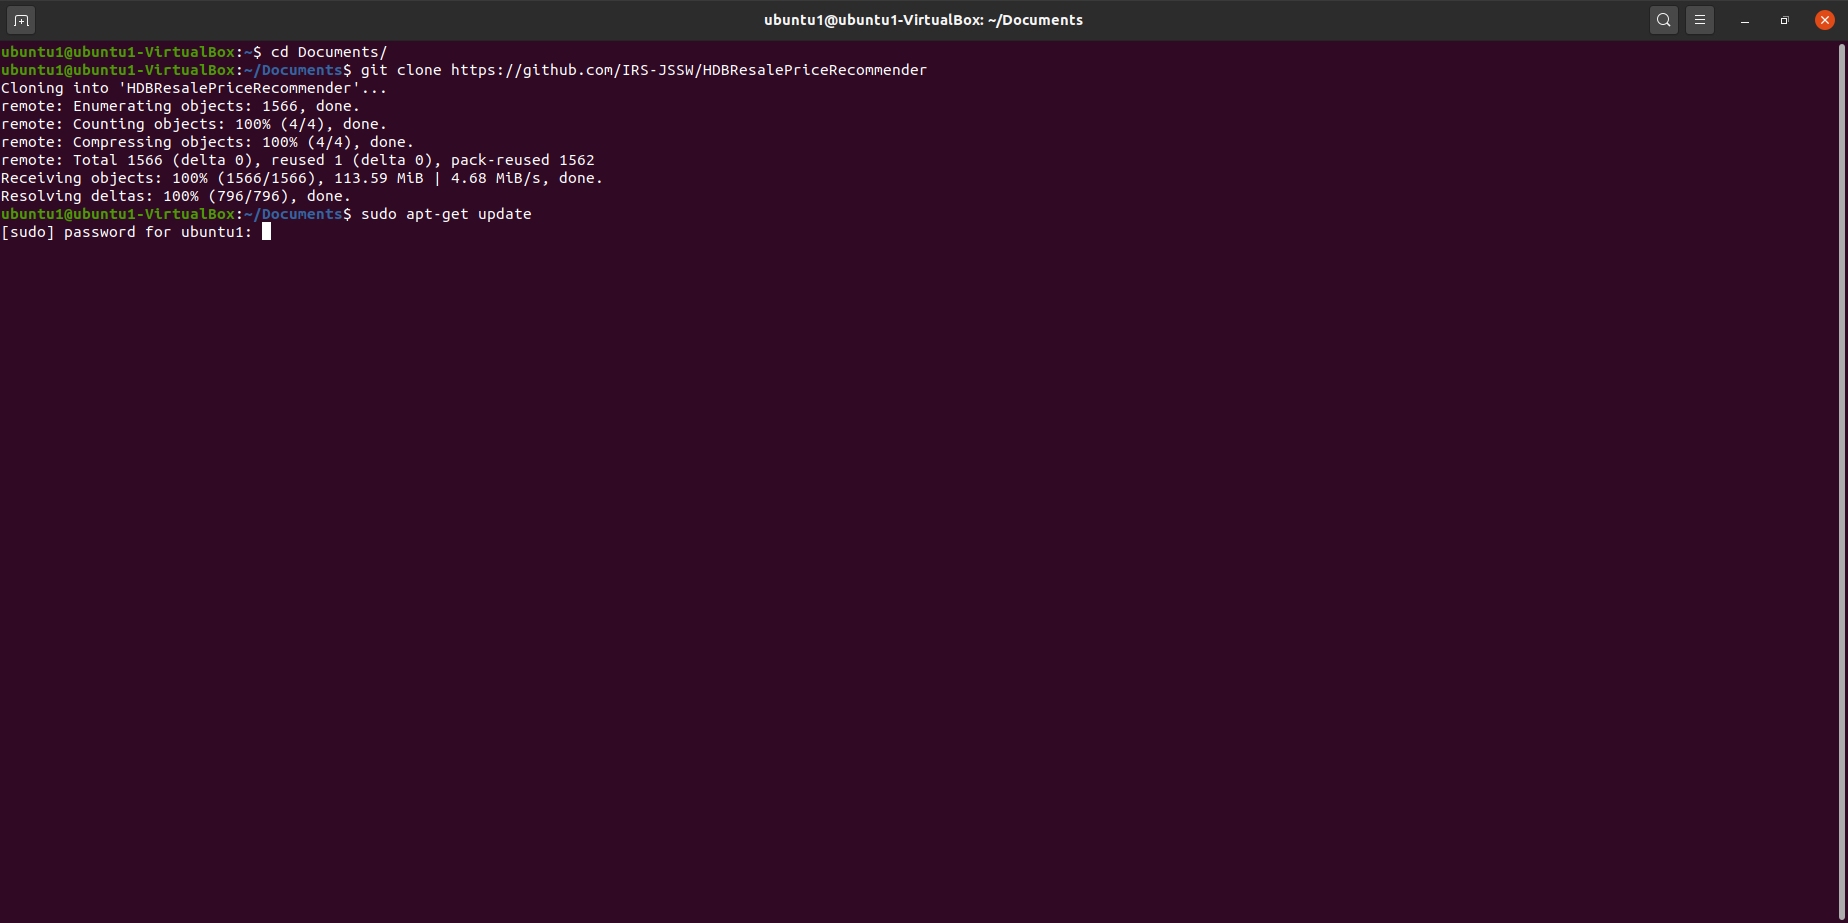 ubuntu1@ubuntu1-VirtualBox: ~/Documents
ubuntu1@ubuntu1-VirtualBox:~$ cd Documents/
ubuntu1@ubuntu1-VirtualBox:~/Documents$ git clone https://github.com/IRS-JSSW/HDBResalePriceRecommender
Cloning into 'HDBResalePriceRecommender'...
remote: Enumerating objects: 1566, done.
remote: Counting objects: 100% (4/4), done.
remote: Compressing objects: 100% (4/4), done.
remote: Total 1566 (delta 0), reused 1 (delta 0), pack-reused 1562
Receiving objects: 100% (1566/1566), 113.59 MiB | 4.68 MiB/s, done.
Resolving deltas: 100% (796/796), done.
ubuntu1@ubuntu1-VirtualBox:~/Documents$ sudo apt-get update
[sudo] password for ubuntu1: